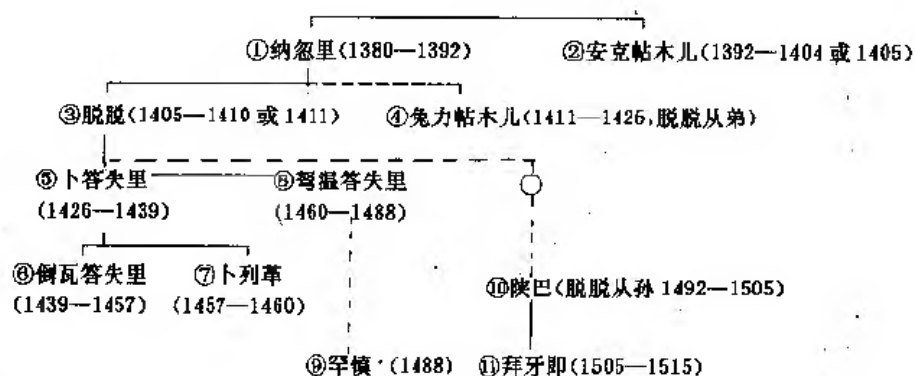 ①纳忽里(1380—1392) ②安克帖木儿(1392—1404或1405)
③脱脱(1405—1410或1411) ④兔力帖木儿(1411—1426,脱脱从弟)
⑤卜答失里 ⑧弩温答失里
(1426—1439) (1460—1488)
⑥倒瓦答失里 ⑦卜列革
(1439—1457) (1457—1460)
⑩陕巴(脱脱从孙1492—1505)
⑨罕慎(1488) ⑪拜牙即(1505—1515)